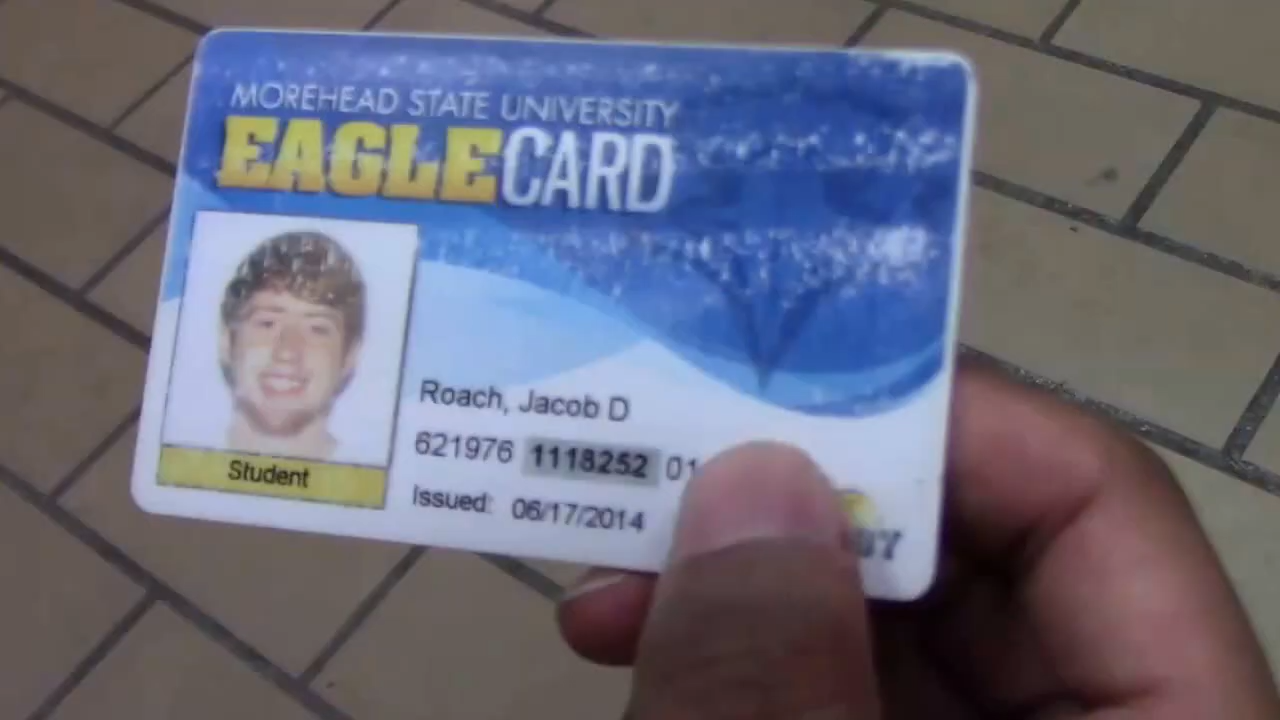 MOREHEAD STATE UNIVERSITY
EAGLECARD
Roach, Jacob D
621976 1118252 01
Student
Issued: 06/17/2014